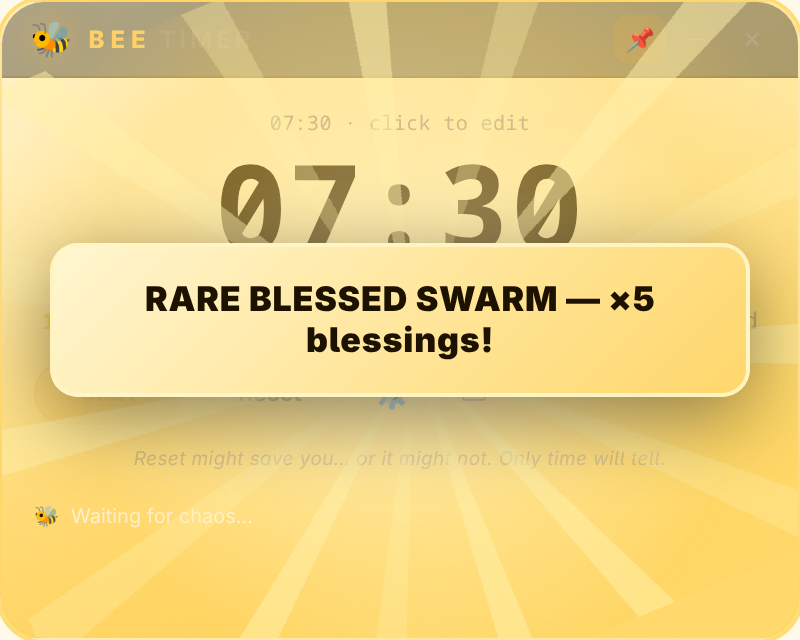 BEE TIMER
07:30 · click to edit
07:30
RARE BLESSED SWARM — ×5
blessings!
Reset
Reset might save you... or it might not. Only time will tell.
Waiting for chaos...